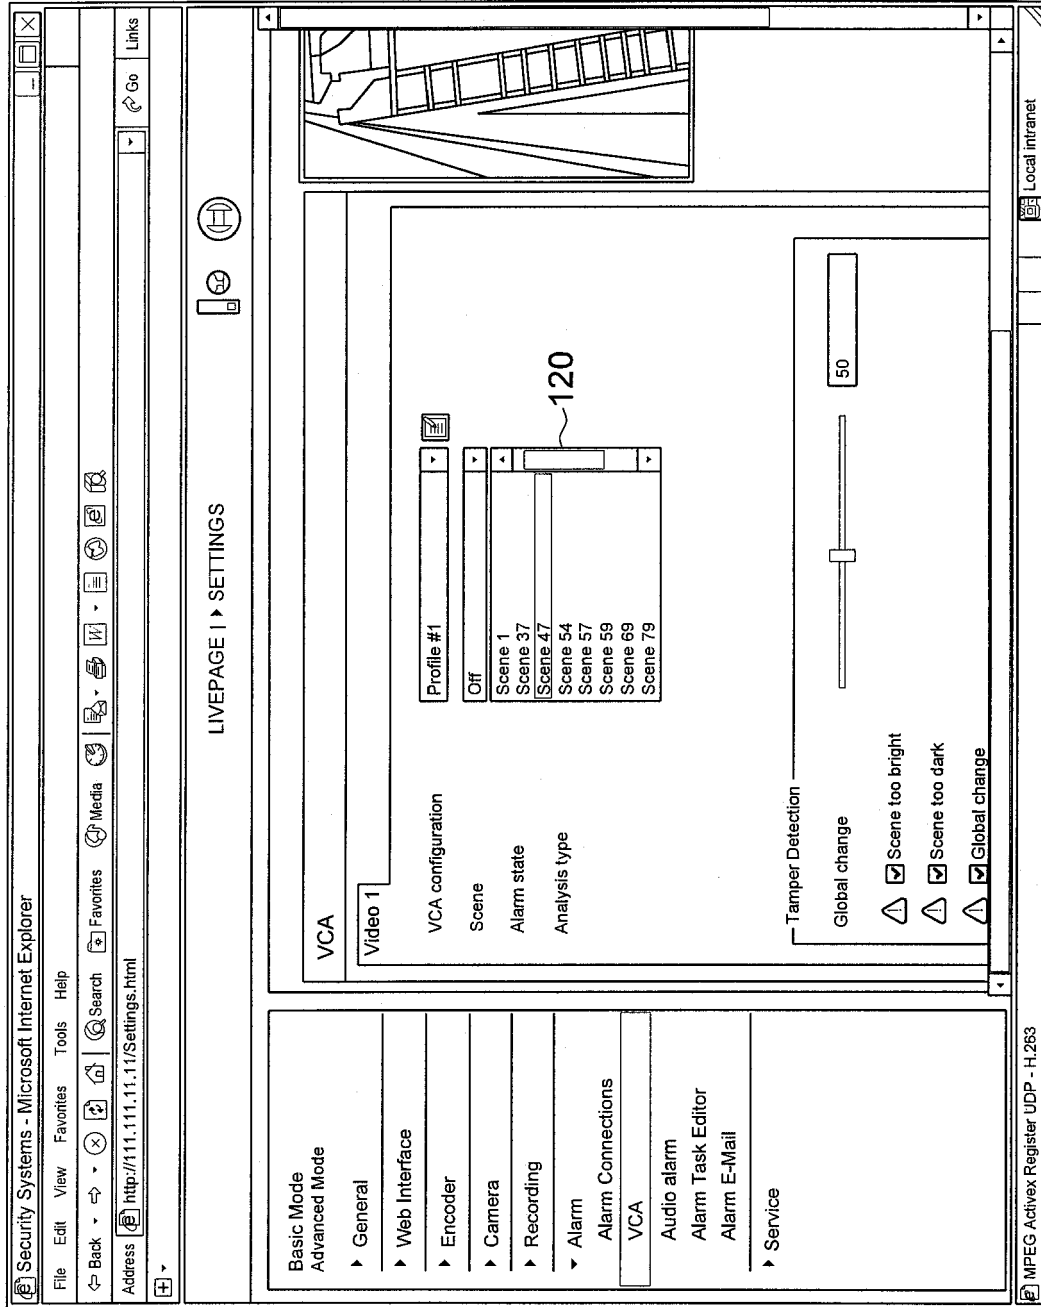 Security Systems - Microsoft Internet Explorer
File Edit View Favorites Tools Help
Back Search Favorites Media W
Address http://111.111.11.11/Settings.html Go Links
LIVEPAGE | SETTINGS
Basic Mode
Advanced Mode
General
Web Interface
Encoder
Camera
Recording
Alarm
Alarm Connections
VCA
Audio alarm
Alarm Task Editor
Alarm E-Mail
Service
VCA
Video 1
VCA configuration Profile #1
Scene Off
Alarm state
Analysis type
Scene 1
Scene 37
Scene 47
Scene 54
Scene 57
Scene 59
Scene 69
Scene 79
120
Tamper Detection
Global change 50
Scene too bright
Scene too dark
Global change
MPEG Activex Register UDP - H.263 Local intranet